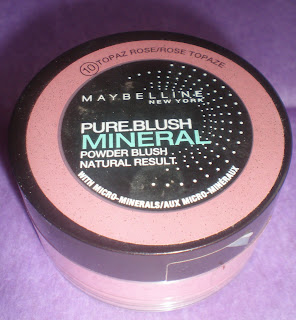 10 TOPAZ ROSE/ROSE TOPAZE
MAYBELLINE
NEW YORK
PURE.BLUSH
MINERAL
POWDER BLUSH
NATURAL RESULT.
WITH MICRO-MINERALS/AUX MICRO-MINÉRAUX